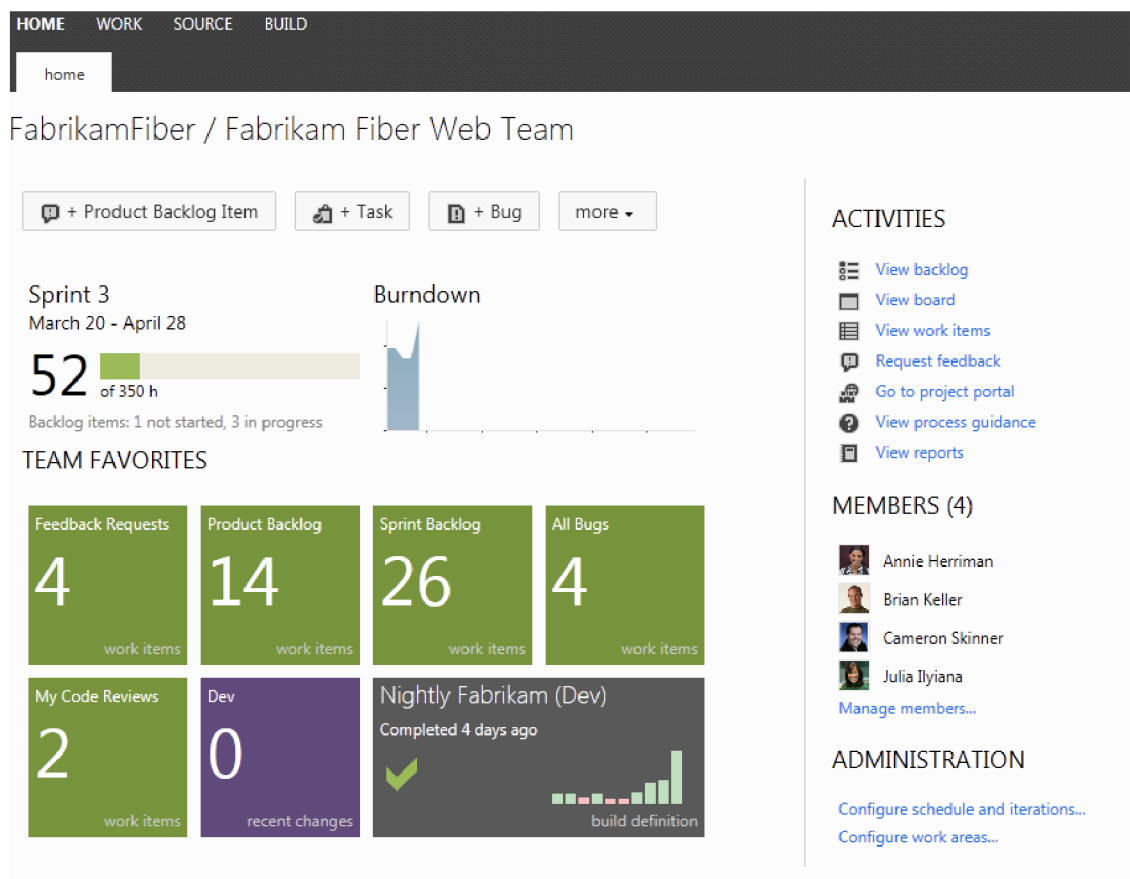 HOME WORK SOURCE BUILD
home
FabrikamFiber / Fabrikam Fiber Web Team
+ Product Backlog Item
+ Task
+ Bug
more
Sprint 3
March 20 - April 28
52
of 350 h
Backlog items: 1 not started, 3 in progress
Burndown
TEAM FAVORITES
Feedback Requests
4
work items
Product Backlog
14
work items
Sprint Backlog
26
work items
All Bugs
4
work items
My Code Reviews
2
work items
Dev
0
recent changes
Nightly Fabrikam (Dev)
Completed 4 days ago
build definition
ACTIVITIES
View backlog
View board
View work items
Request feedback
Go to project portal
View process guidance
View reports
MEMBERS (4)
Annie Herriman
Brian Keller
Cameron Skinner
Julia Ilyiana
Manage members...
ADMINISTRATION
Configure schedule and iterations...
Configure work areas...